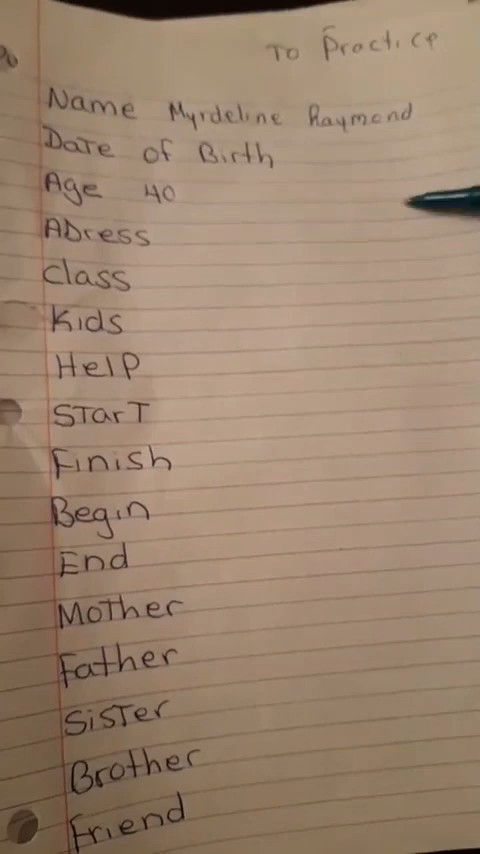 To Practice
Name Myrdeline Raymond
Date of Birth
Age 40
ADress
Class
Kids
Help
STarT
Finish
Begin
End
MoTher
Father
SisTer
Brother
Friend